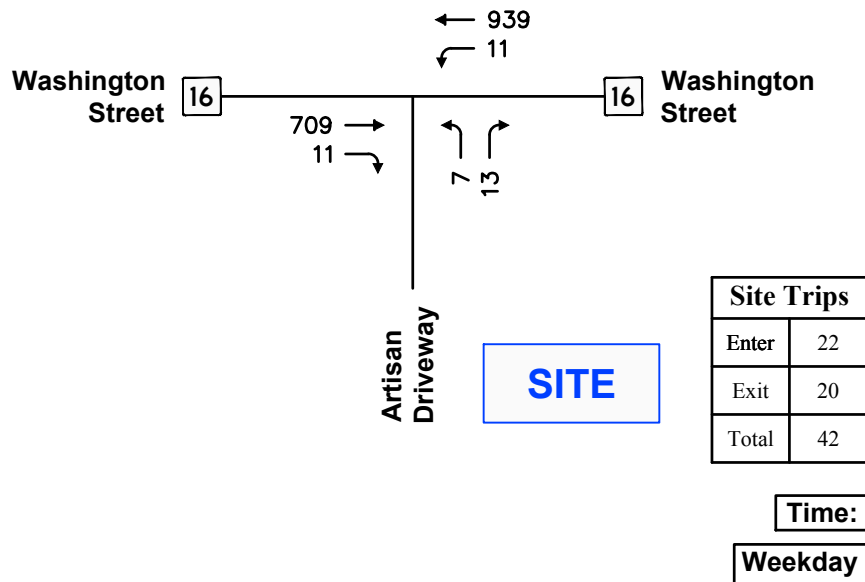 939
11
Washington
Street
16
16
Washington
Street
709
11
7
13
Artisan
Driveway
SITE
Site Trips
Enter 22
Exit 20
Total 42
Time:
Weekday